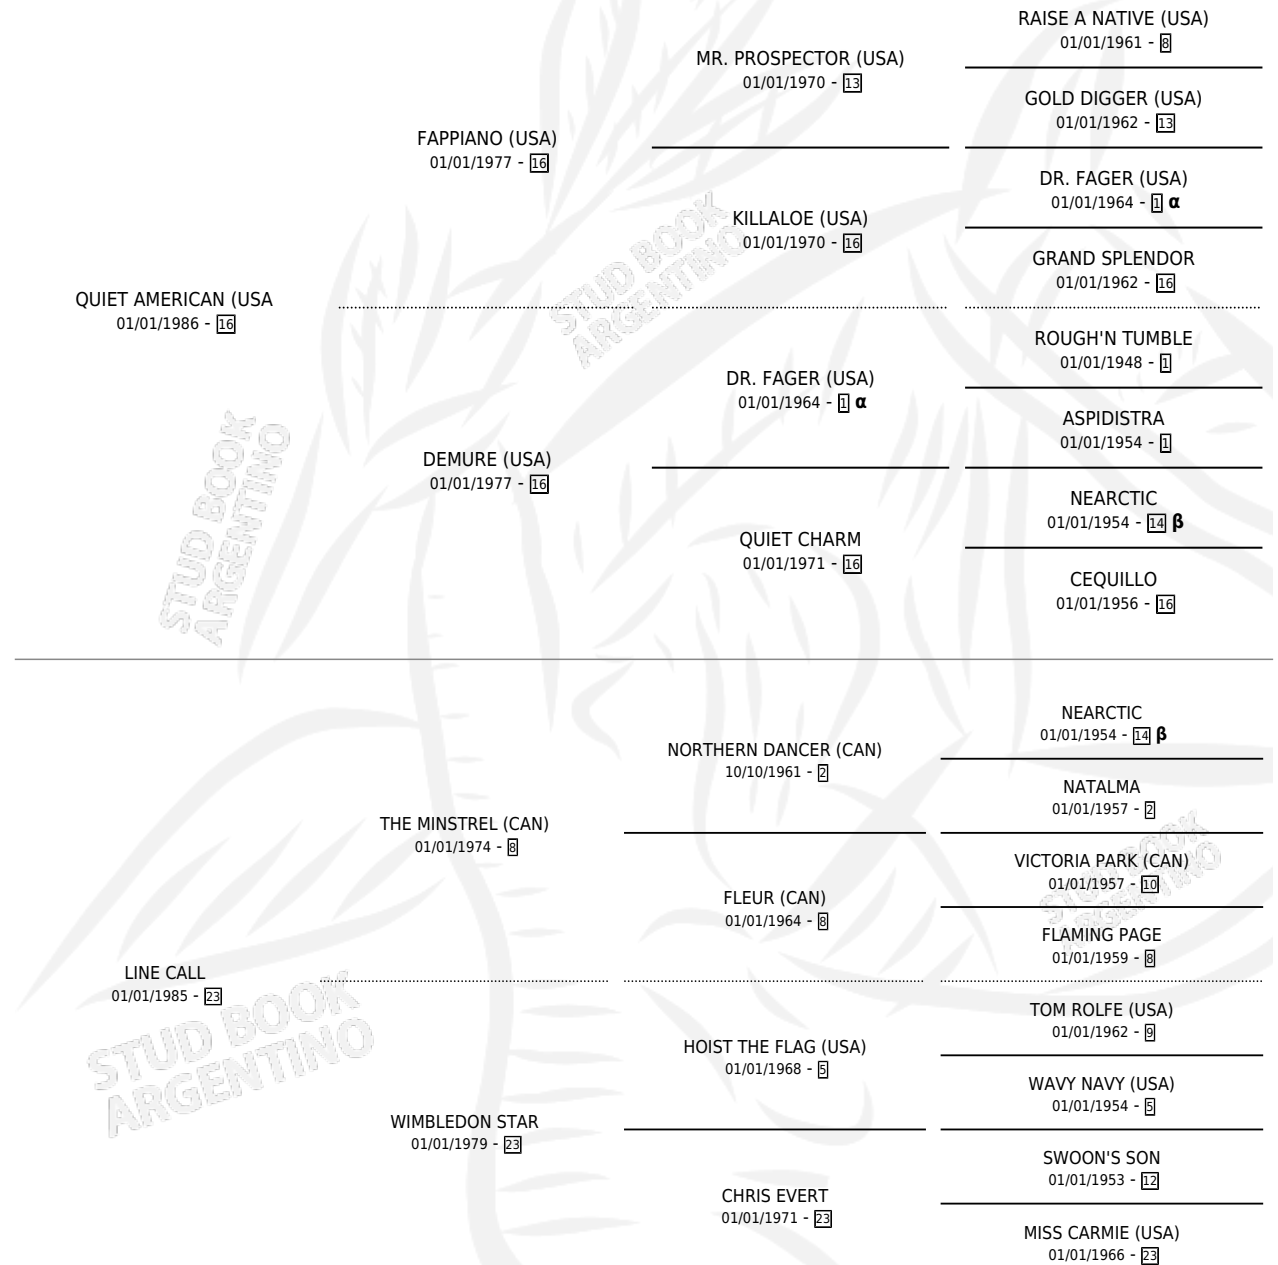 RAISE A NATIVE (USA)
01/01/1961 - 8
MR. PROSPECTOR (USA)
01/01/1970 - 13
GOLD DIGGER (USA)
01/01/1962 - 13
FAPPIANO (USA)
01/01/1977 - 16
DR. FAGER (USA)
01/01/1964 - 1 α
KILLALOE (USA)
01/01/1970 - 16
GRAND SPLENDOR
01/01/1962 - 16
QUIET AMERICAN (USA
01/01/1986 - 16
ROUGH'N TUMBLE
01/01/1948 - 1
DR. FAGER (USA)
01/01/1964 - 1 α
ASPIDISTRA
01/01/1954 - 1
DEMURE (USA)
01/01/1977 - 16
NEARCTIC
01/01/1954 - 14 β
QUIET CHARM
01/01/1971 - 16
CEQUILLO
01/01/1956 - 16
NEARCTIC
01/01/1954 - 14 β
NORTHERN DANCER (CAN)
10/10/1961 - 2
NATALMA
01/01/1957 - 2
THE MINSTREL (CAN)
01/01/1974 - 8
VICTORIA PARK (CAN)
01/01/1957 - 10
FLEUR (CAN)
01/01/1964 - 8
FLAMING PAGE
01/01/1959 - 8
LINE CALL
01/01/1985 - 23
TOM ROLFE (USA)
01/01/1962 - 9
HOIST THE FLAG (USA)
01/01/1968 - 5
WAVY NAVY (USA)
01/01/1954 - 5
WIMBLEDON STAR
01/01/1979 - 23
SWOON'S SON
01/01/1953 - 12
CHRIS EVERT
01/01/1971 - 23
MISS CARMIE (USA)
01/01/1966 - 23
STUD BOOK
ARGENTINO
STUD BOOK
ARGENTINO
STUD BOOK
ARGENTINO
STUD BOOK
ARGENTINO